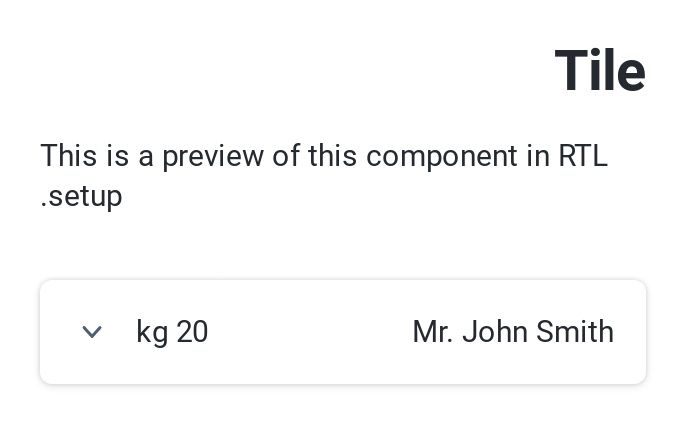 Tile
This is a preview of this component in RTL
.setup
kg 20
Mr. John Smith